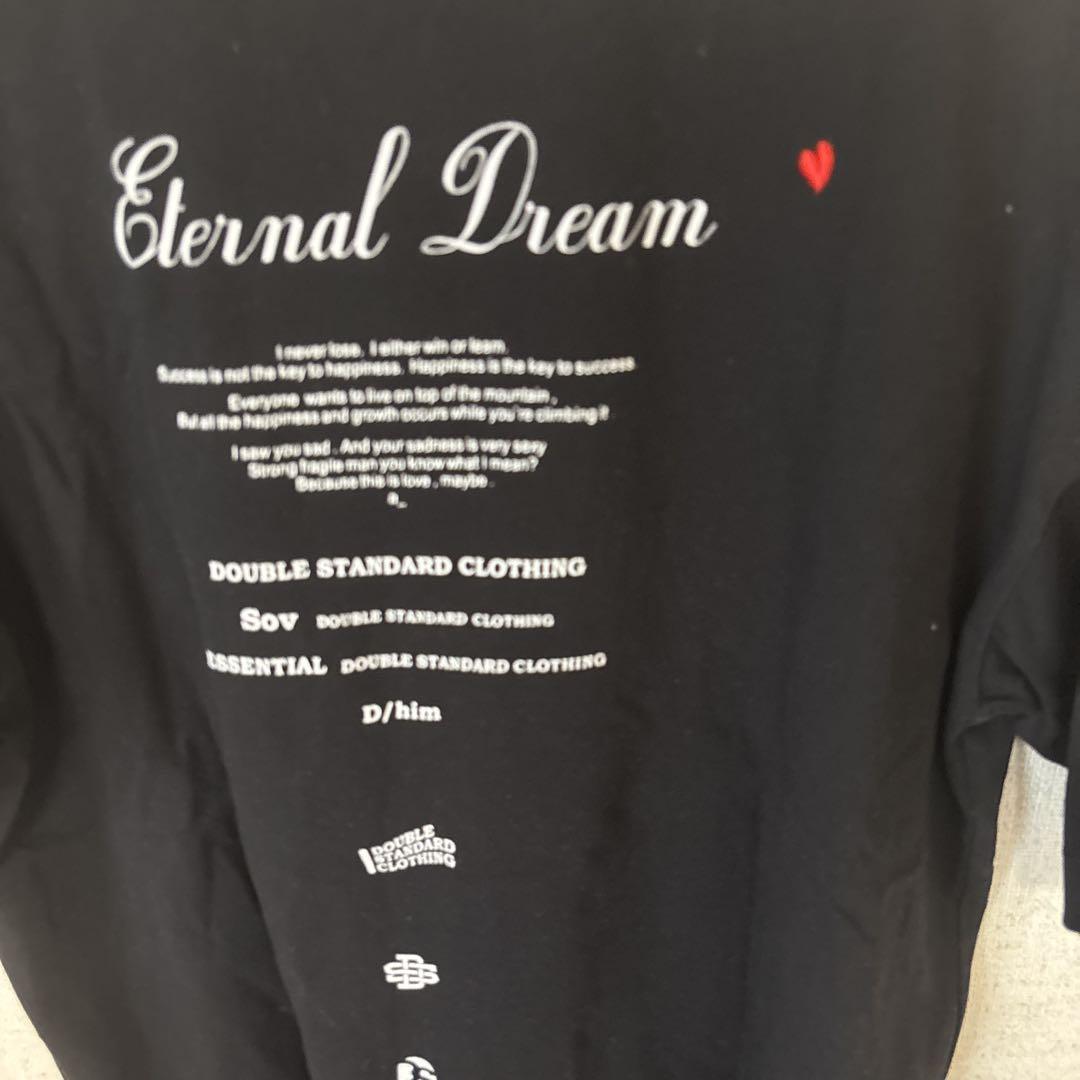 Eternal Dream
I never lose. I either win or learn.
Success is not the key to happiness. Happiness is the key to success
Everyone wants to live on top of the mountain,
But all the happiness and growth occurs while you're climbing it
I saw you sad. And your sadness is very sexy
Strong fragile man you know what I mean?
Because this is love, maybe.
DOUBLE STANDARD CLOTHING
Sov DOUBLE STANDARD CLOTHING
ESSENTIAL DOUBLE STANDARD CLOTHING
D/him
DOUBLE
STANDARD
CLOTHING